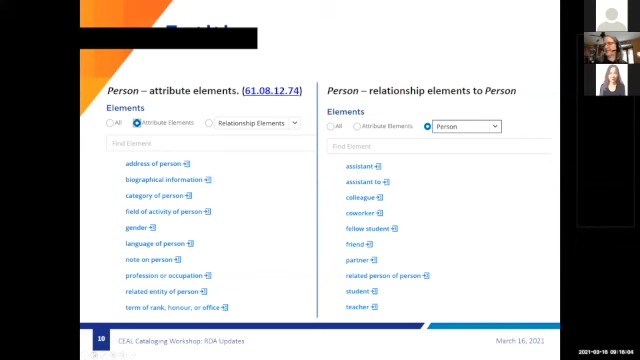 Person – attribute elements. (61.08.12.74)
Elements
All
Attribute Elements
Relationship Elements
Find Element
address of person
biographical information
category of person
field of activity of person
gender
language of person
note on person
profession or occupation
related entity of person
term of rank, honour, or office
Person – relationship elements to Person
Elements
All
Attribute Elements
Person
Find Element
assistant
assistant to
colleague
coworker
fellow student
friend
partner
related person of person
student
teacher
10
CEAL Cataloging Workshop: RDA Updates
March 16, 2021
2021-03-16 09:16:04